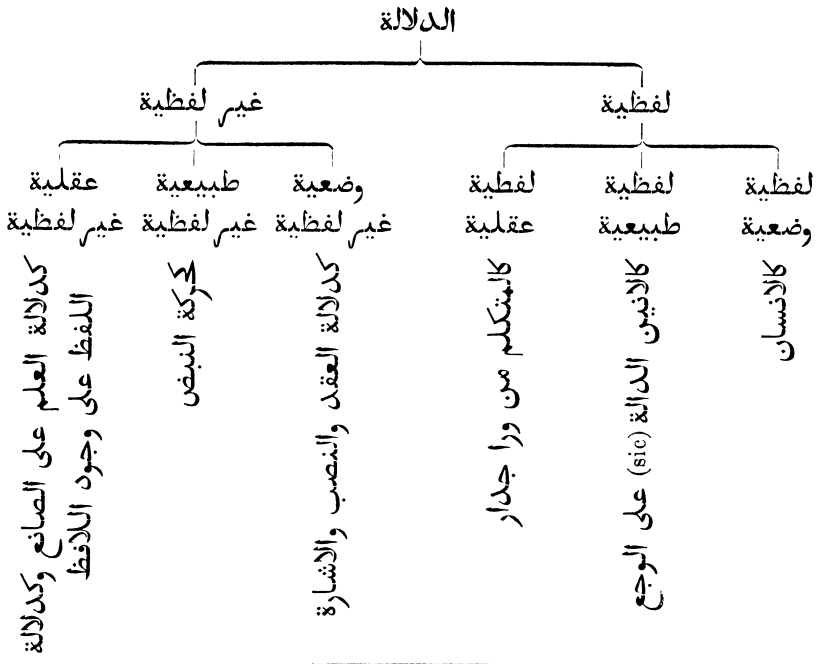 الدلالة
لفظية
غير لفظية
لفظية
وضعية
كالانسان
لفظية
طبيعية
كالانين الدالة (sic) على الوجع
لفطية
عقلية
كالمتكلم من ورا جدار
وضعية
غير لفظية
كدلالة العقد والنصب والاشارة
طبيعية
غير لفظية
كحركة النبض
عقلية
غير لفظية
كدلالة العلم على الصانع وكدلالة
اللفظ على وجود اللافظ